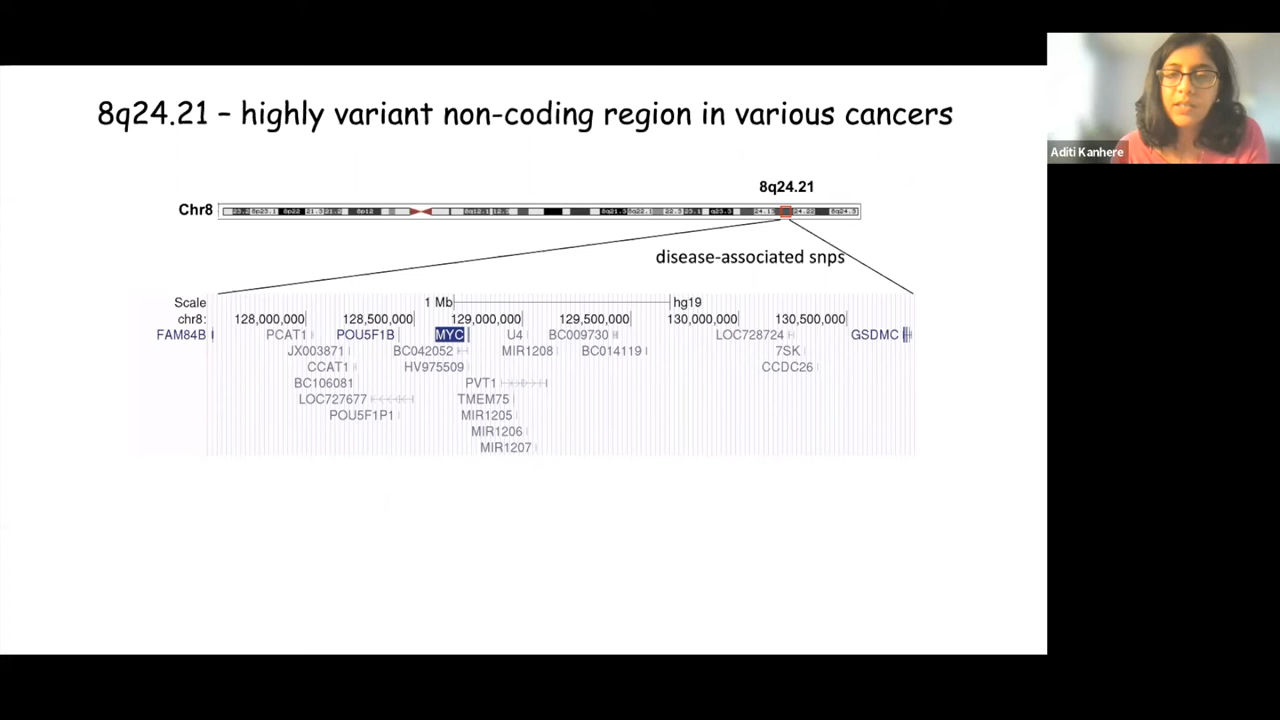 8q24.21 – highly variant non-coding region in various cancers
Aditi Kanhere
8q24.21
Chr8
disease-associated snps
Scale 1 Mb hg19
chr8: 128,000,000 128,500,000 129,000,000 129,500,000 130,000,000 130,500,000
FAM84B PCAT1 POU5F1B MYC U4 BC009730 LOC728724 GSDMC
JX003871 BC042052 MIR1208 BC014119 7SK
CCAT1 HV975509 CCDC26
BC106081 PVT1
LOC727677 TMEM75
POU5F1P1 MIR1205
MIR1206
MIR1207